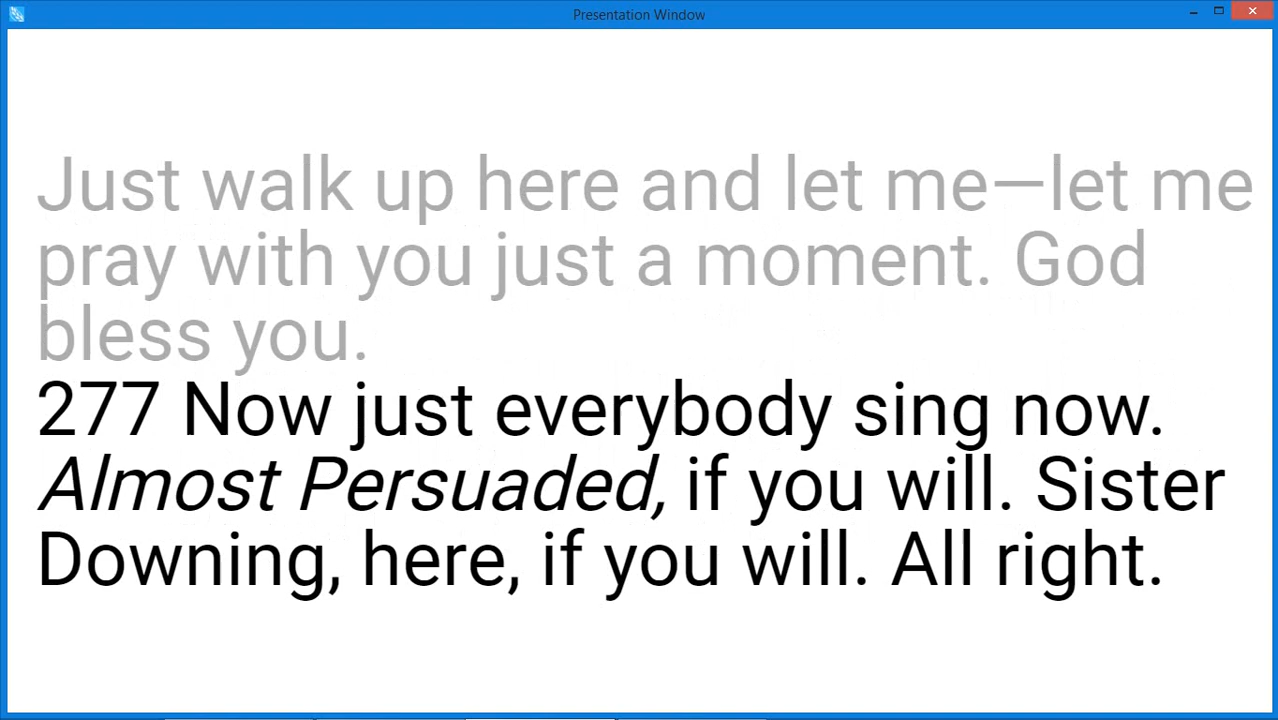 Presentation Window
Just walk up here and let me—let me
pray with you just a moment. God
bless you.
277 Now just everybody sing now.
Almost Persuaded, if you will. Sister
Downing, here, if you will. All right.